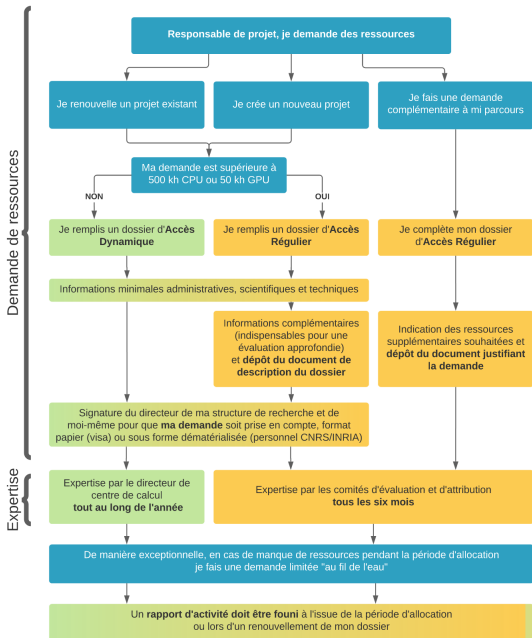 Responsable de projet, je demande des ressources
Je renouvelle un projet existant
Je crée un nouveau projet
Je fais une demande
complémentaire à mi parcours
Ma demande est supérieure à
500 kh CPU ou 50 kh GPU
NON
OUI
Je remplis un dossier d'Accès
Dynamique
Je remplis un dossier d'Accès
Régulier
Je complète mon dossier
d'Accès Régulier
Informations minimales administratives, scientifiques et techniques
Informations complémentaires
(indispensables pour une
évaluation approfondie)
et dépôt du document de
description du dossier
Indication des ressources
supplémentaires souhaitées et
dépôt du document justifiant
la demande
Signature du directeur de ma structure de recherche et de
moi-même pour que ma demande soit prise en compte, format
papier (visa) ou sous forme dématérialisée (personnel CNRS/INRIA)
Demande de ressources
Expertise
Expertise par le directeur de
centre de calcul
tout au long de l'année
Expertise par les comités d'évaluation et d'attribution
tous les six mois
De manière exceptionnelle, en cas de manque de ressources pendant la période d'allocation
je fais une demande limitée "au fil de l'eau"
Un rapport d'activité doit être founi à l'issue de la période d'allocation
ou lors d'un renouvellement de mon dossier